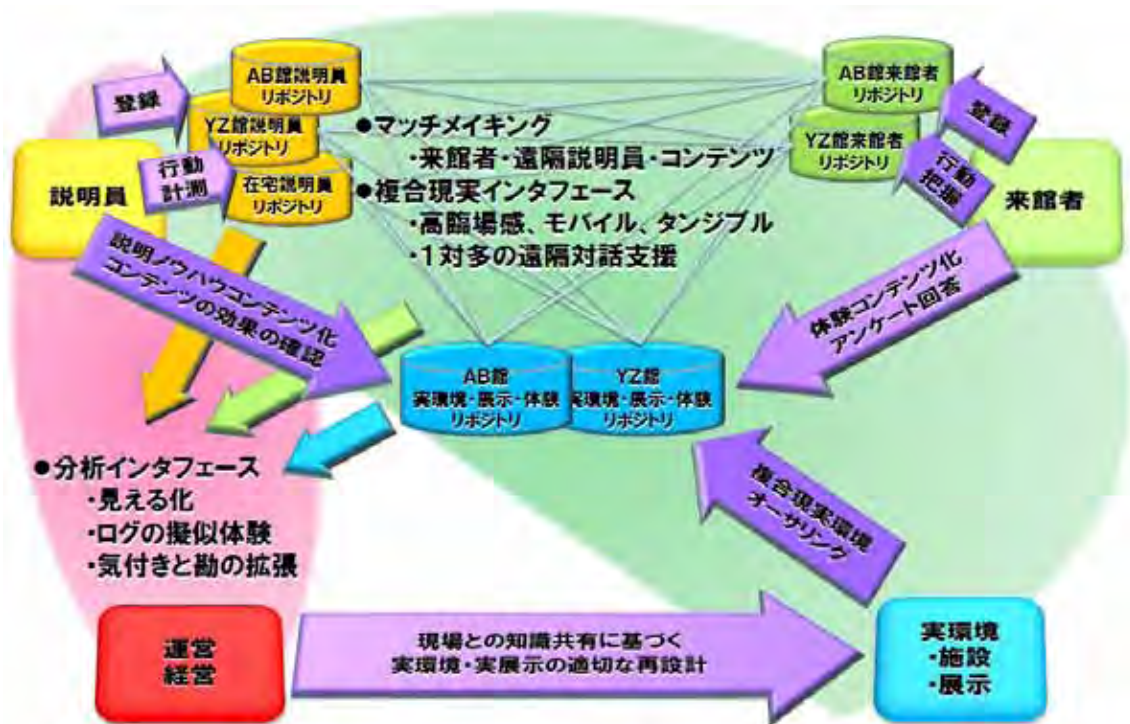 AB館説明員
リポジトリ
登録
YZ館説明員
リポジトリ
説明員
行動
計測
在宅説明員
リポジトリ
●マッチメイキング
・来館者・遠隔説明員・コンテンツ
●複合現実インタフェース
・高臨場感、モバイル、タンジブル
・1対多の遠隔対話支援
AB館来館者
リポジトリ
登録
YZ館来館者
リポジトリ
行動
把握
来館者
説明ノウハウコンテンツ化
コンテンツの効果の確認
体験コンテンツ化
アンケート回答
AB館
実環境・展示・体験
リポジトリ
YZ館
実環境・展示・体験
リポジトリ
●分析インタフェース
・見える化
・ログの擬似体験
・気付きと勘の拡張
複合現実環境
オーサリング
運営
経営
現場との知識共有に基づく
実環境・実展示の適切な再設計
実環境
・施設
・展示